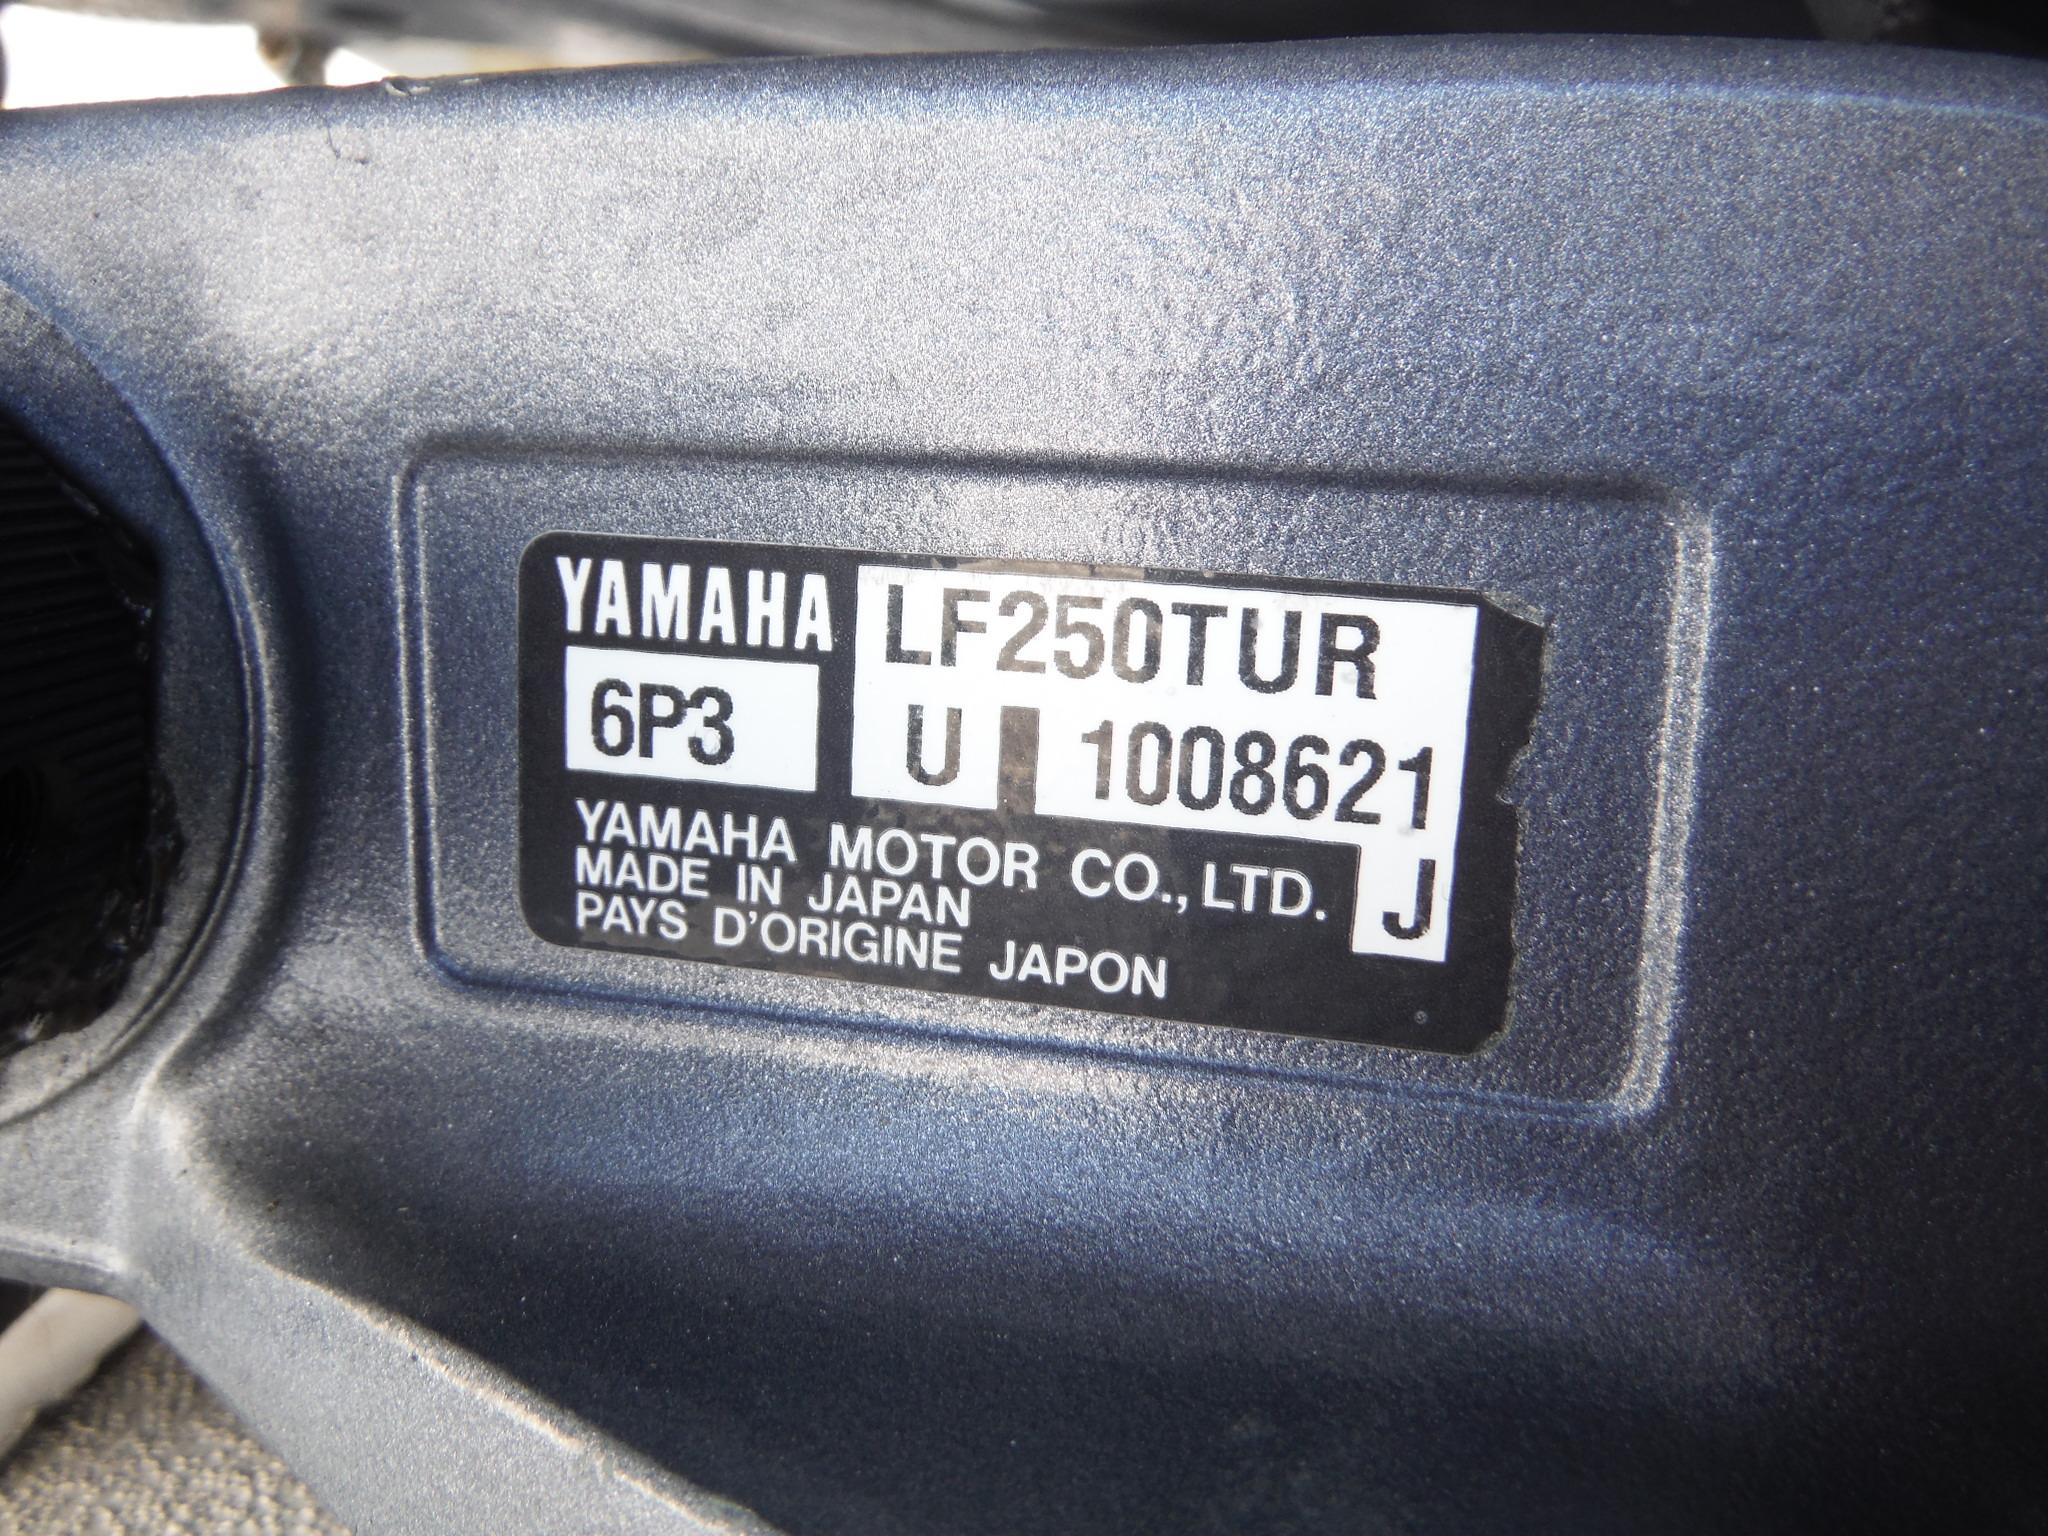 YAMAHA LF250TUR
6P3 U 1008621
YAMAHA MOTOR CO., LTD.
MADE IN JAPAN J
PAYS D'ORIGINE JAPON